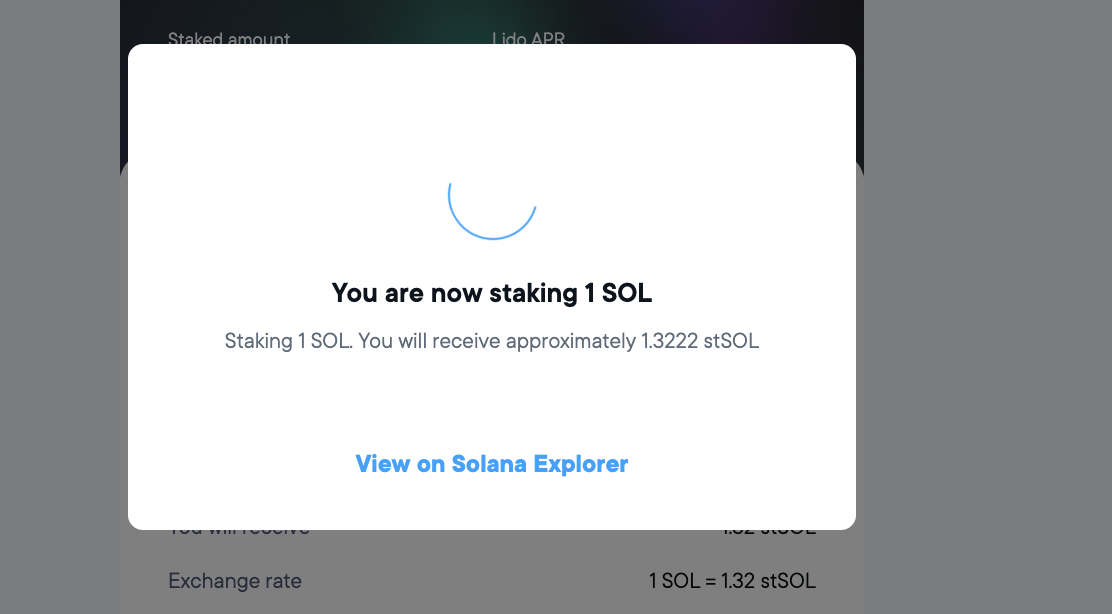 Staked amount Lido APR
You are now staking 1 SOL
Staking 1 SOL. You will receive approximately 1.3222 stSOL
View on Solana Explorer
You will receive 1.32 stSOL
Exchange rate 1 SOL = 1.32 stSOL